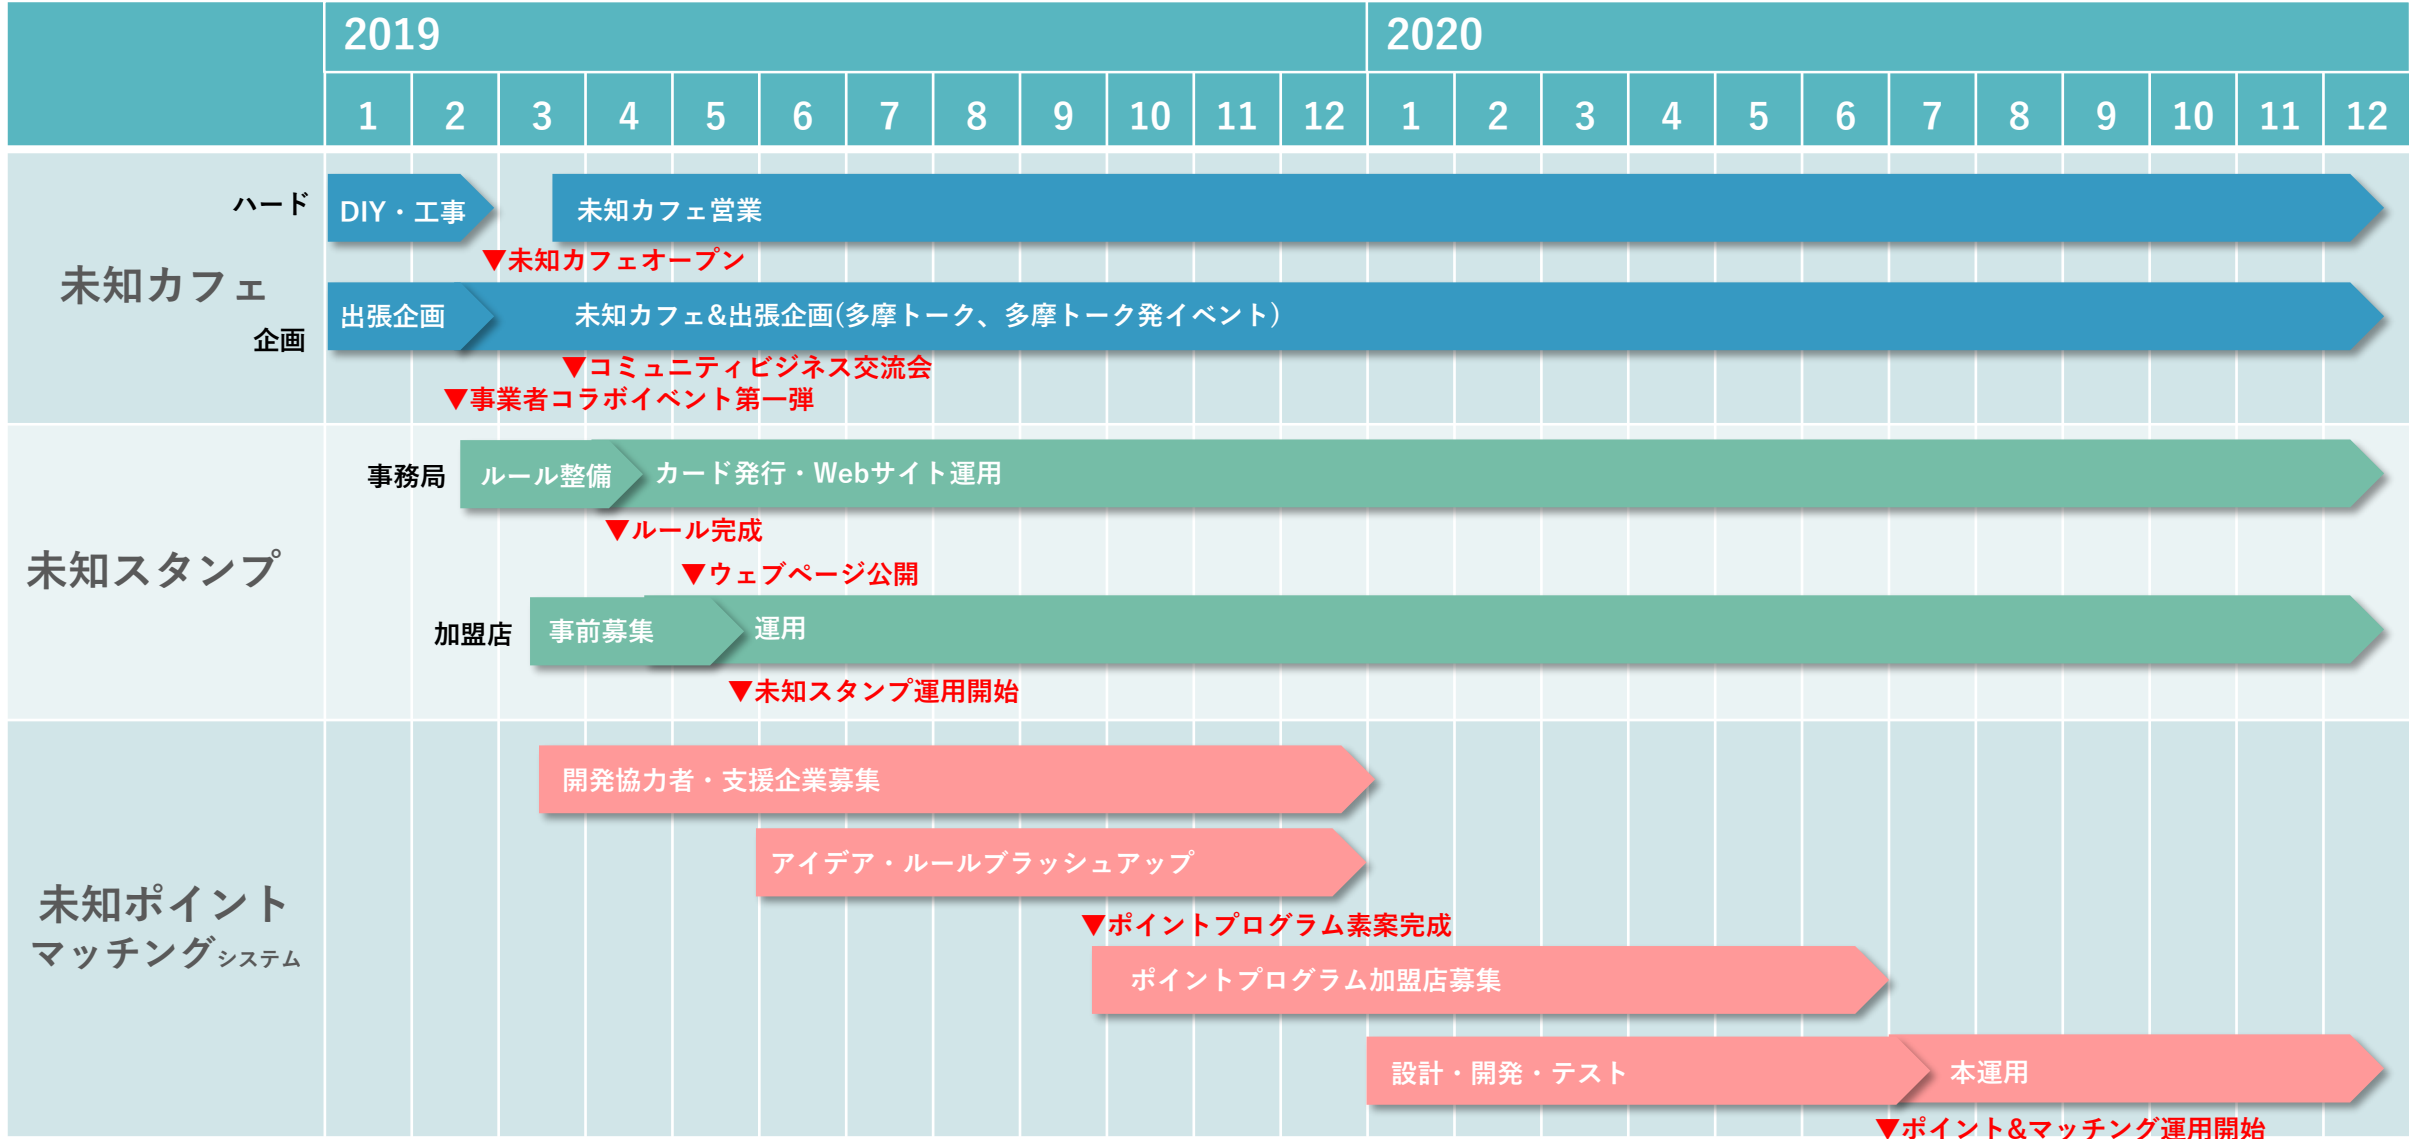 2019
2020
1 2 3 4 5 6 7 8 9 10 11 12 1 2 3 4 5 6 7 8 9 10 11 12
未知カフェ
ハード
DIY・工事
未知カフェ営業
▼未知カフェオープン
企画
出張企画
未知カフェ&出張企画(多摩トーク、多摩トーク発イベント)
▼コミュニティビジネス交流会
▼事業者コラボイベント第一弾
未知スタンプ
事務局
ルール整備
カード発行・Webサイト運用
▼ルール完成
▼ウェブページ公開
加盟店
事前募集
運用
▼未知スタンプ運用開始
未知ポイント
マッチングシステム
開発協力者・支援企業募集
アイデア・ルールブラッシュアップ
▼ポイントプログラム素案完成
ポイントプログラム加盟店募集
設計・開発・テスト
本運用
▼ポイント&マッチング運用開始